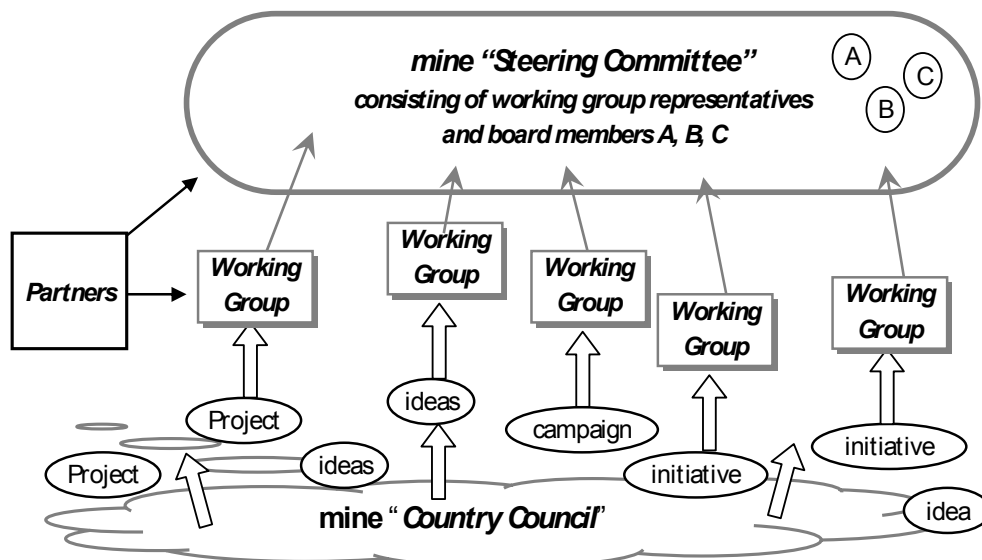 mine “Steering Committee”
consisting of working group representatives
and board members A, B, C
A
C
B
Partners
Working
Group
Working
Group
Working
Group
Working
Group
Working
Group
Project
ideas
campaign
initiative
initiative
Project
ideas
idea
mine “Country Council”